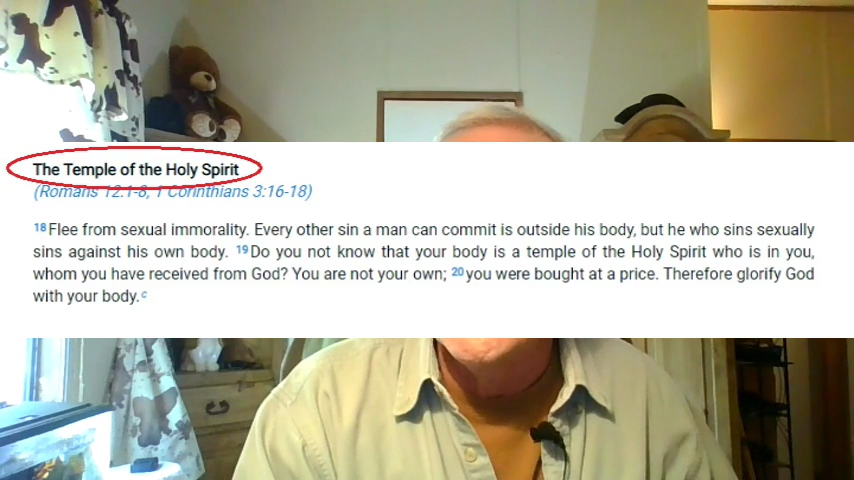 The Temple of the Holy Spirit
(Romans 12:1-8; 1 Corinthians 3:16-18)
18 Flee from sexual immorality. Every other sin a man can commit is outside his body, but he who sins sexually
sins against his own body. 19 Do you not know that your body is a temple of the Holy Spirit who is in you,
whom you have received from God? You are not your own; 20 you were bought at a price. Therefore glorify God
with your body. c